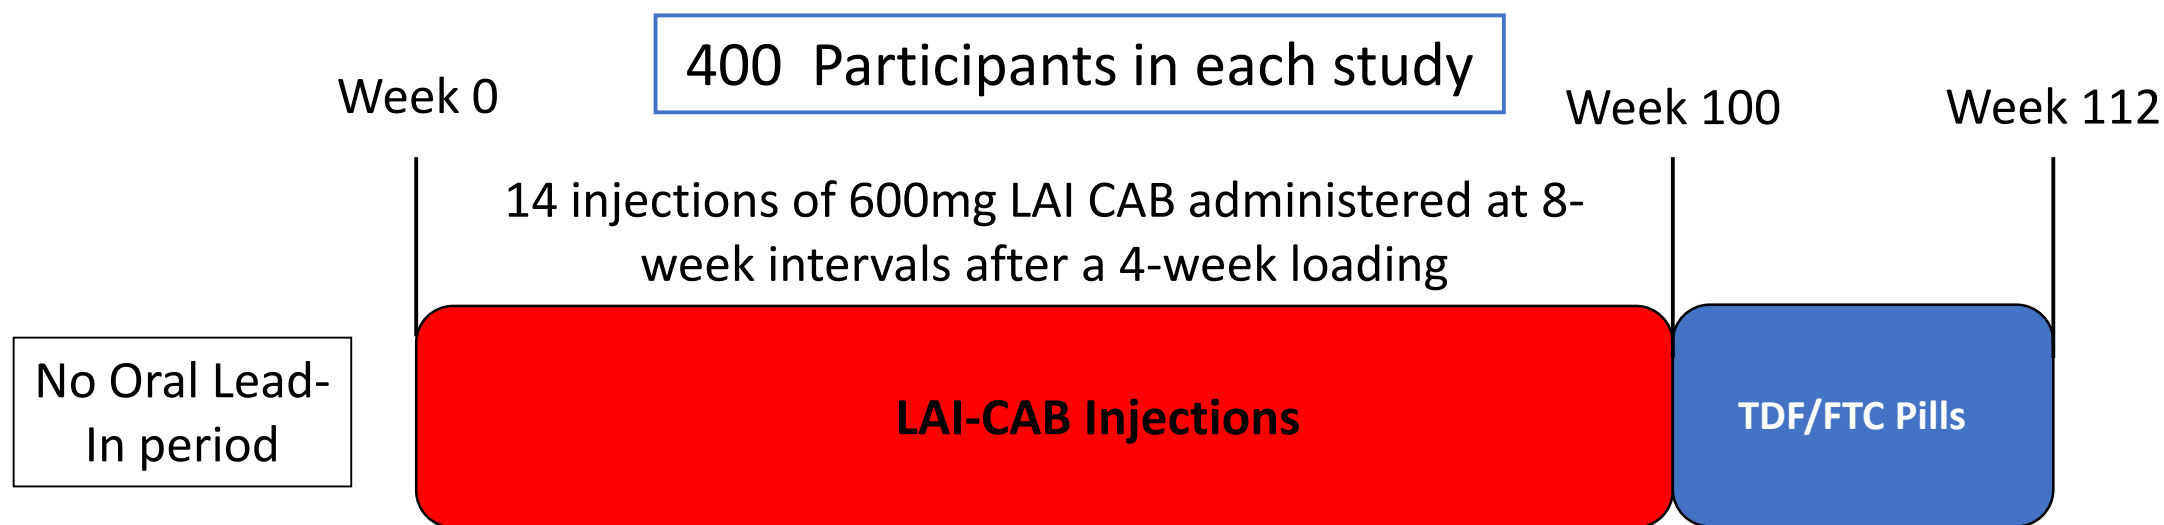 400  Participants in each study
Week 0
Week 100
Week 112
14 injections of 600mg LAI CAB administered at 8-
week intervals after a 4-week loading
No Oral Lead-
In period
LAI-CAB Injections
TDF/FTC Pills